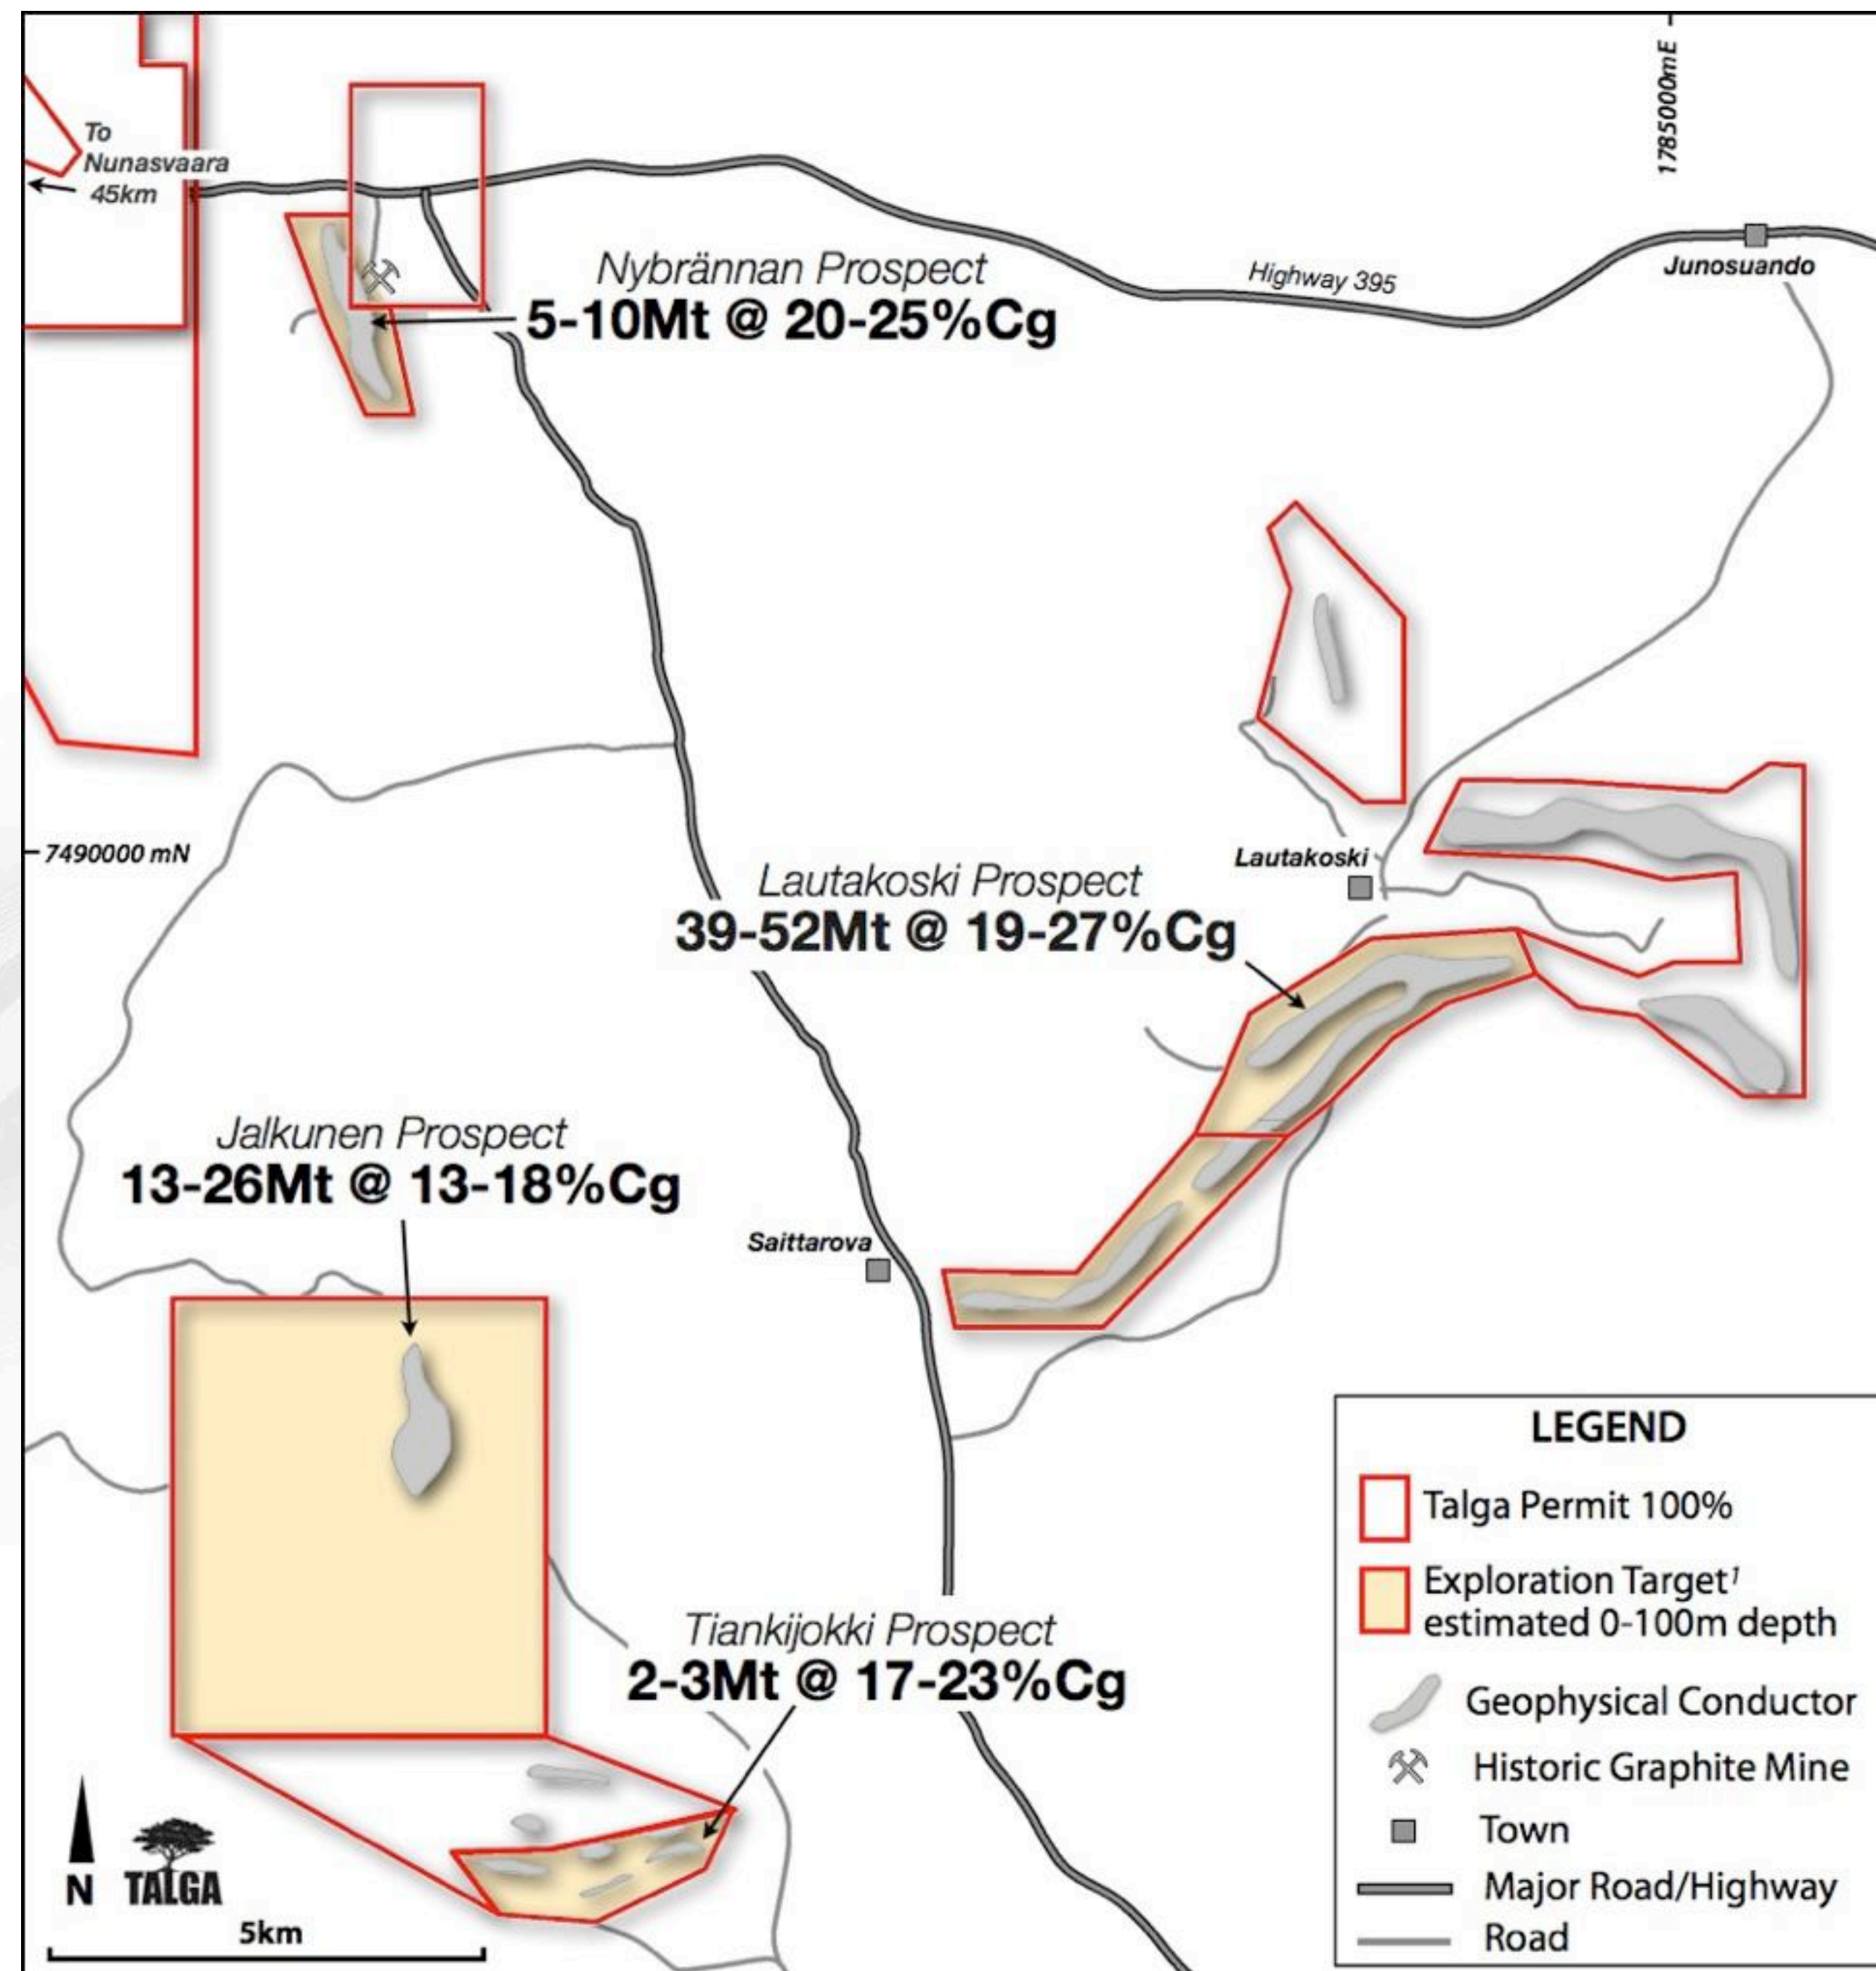 1785000mE
To
Nunasvaara
45km
Nybrännan Prospect
5-10Mt @ 20-25%Cg
Highway 395
Junosuando
7490000 mN
Lautakoski
Lautakoski Prospect
39-52Mt @ 19-27%Cg
Jalkunen Prospect
13-26Mt @ 13-18%Cg
Saittarova
Tiankijokki Prospect
2-3Mt @ 17-23%Cg
N
TALGA
5km
LEGEND
Talga Permit 100%
Exploration Target¹
estimated 0-100m depth
Geophysical Conductor
Historic Graphite Mine
Town
Major Road/Highway
Road